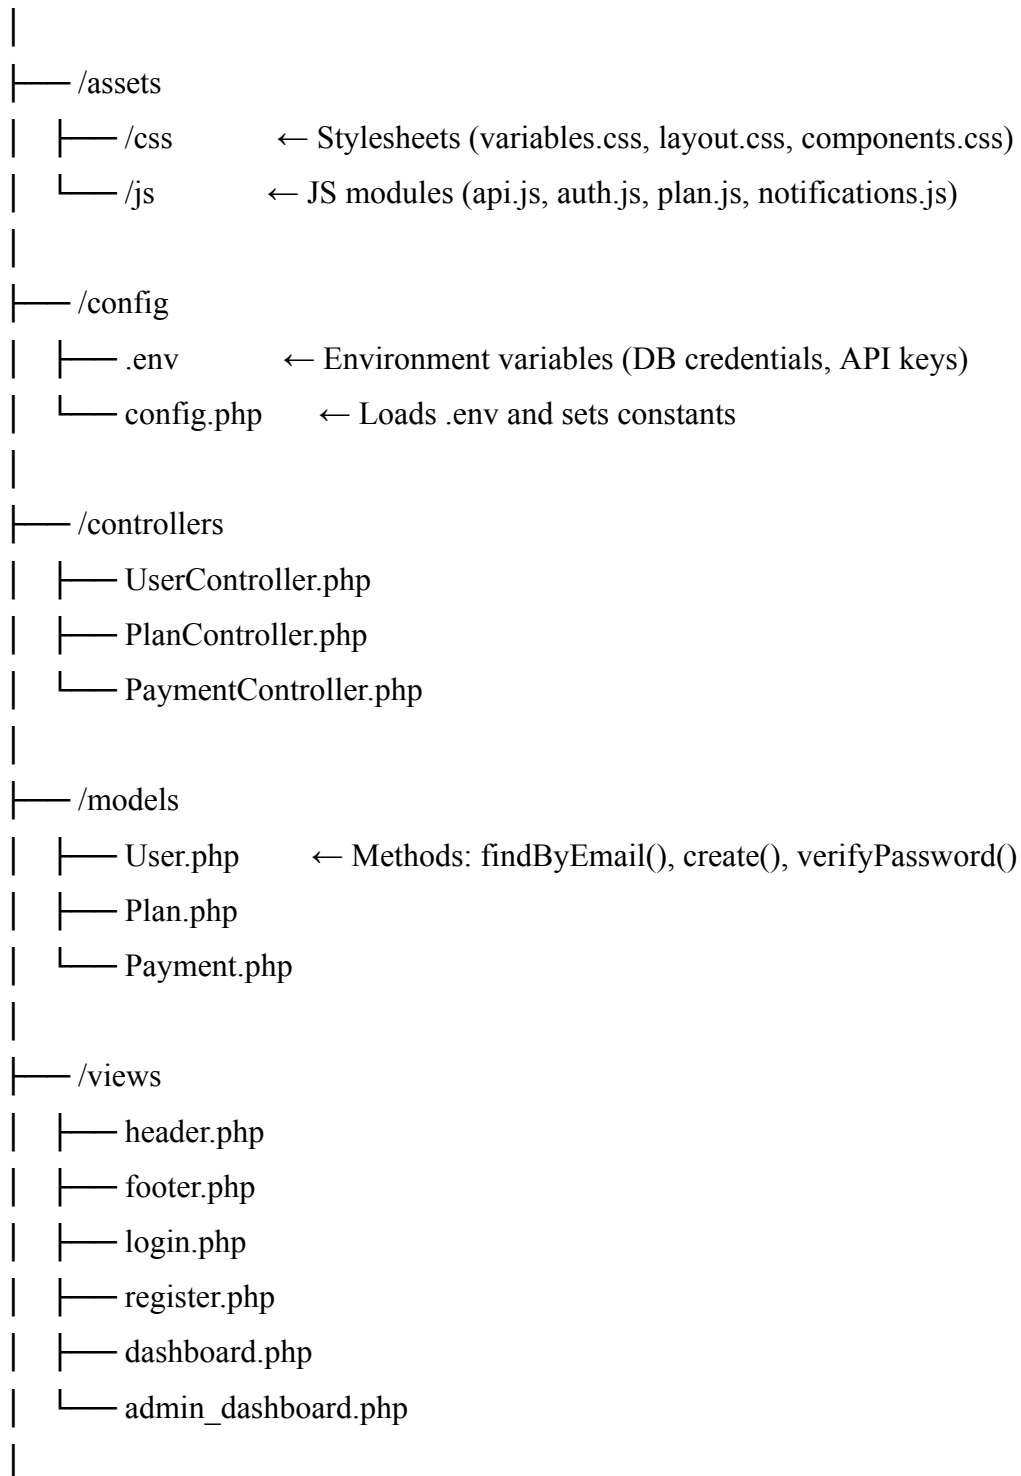 │
├── /assets
│   ├── /css   ← Stylesheets (variables.css, layout.css, components.css)
│   └── /js   ← JS modules (api.js, auth.js, plan.js, notifications.js)
│
├── /config
│   ├── .env   ← Environment variables (DB credentials, API keys)
│   └── config.php   ← Loads .env and sets constants
│
├── /controllers
│   ├── UserController.php
│   ├── PlanController.php
│   └── PaymentController.php
│
├── /models
│   ├── User.php   ← Methods: findByEmail(), create(), verifyPassword()
│   ├── Plan.php
│   └── Payment.php
│
├── /views
│   ├── header.php
│   ├── footer.php
│   ├── login.php
│   ├── register.php
│   ├── dashboard.php
│   └── admin_dashboard.php
│